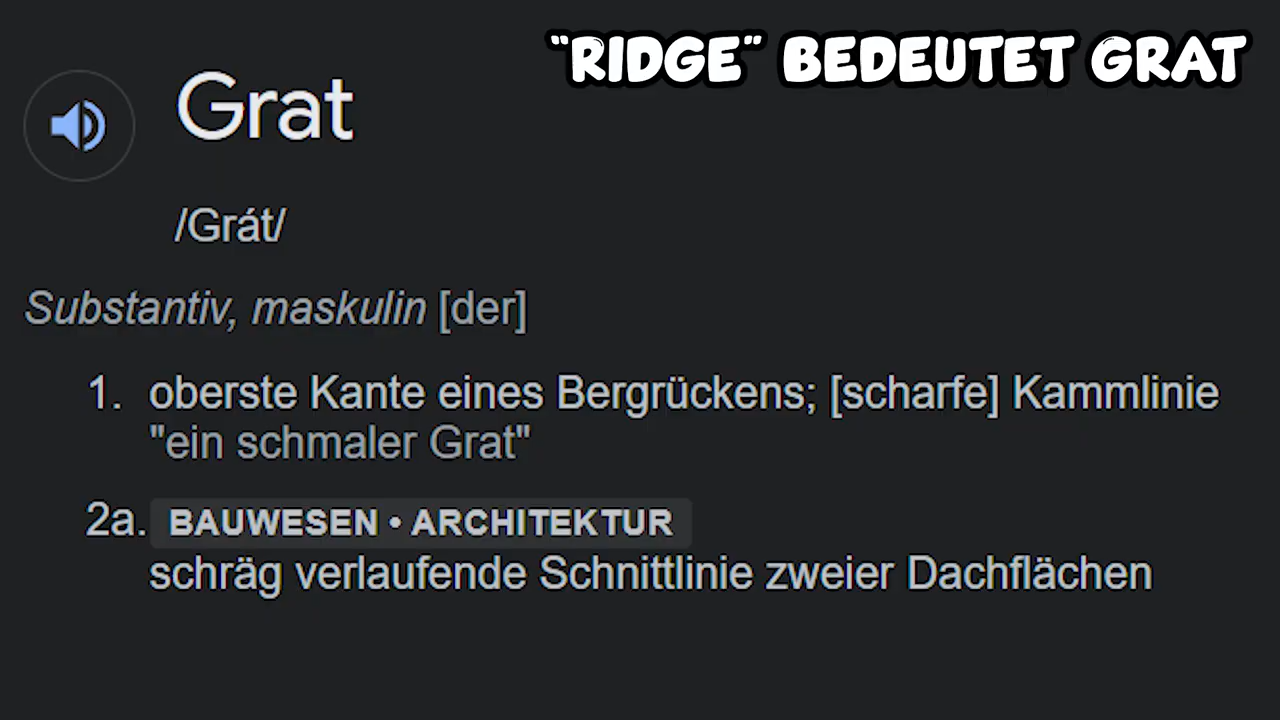 “RIDGE” BEDEUTET GRAT
Grat
/Grát/
Substantiv, maskulin [der]
1. oberste Kante eines Bergrückens; [scharfe] Kammlinie
"ein schmaler Grat"
2a. BAUWESEN • ARCHITEKTUR
schräg verlaufende Schnittlinie zweier Dachflächen